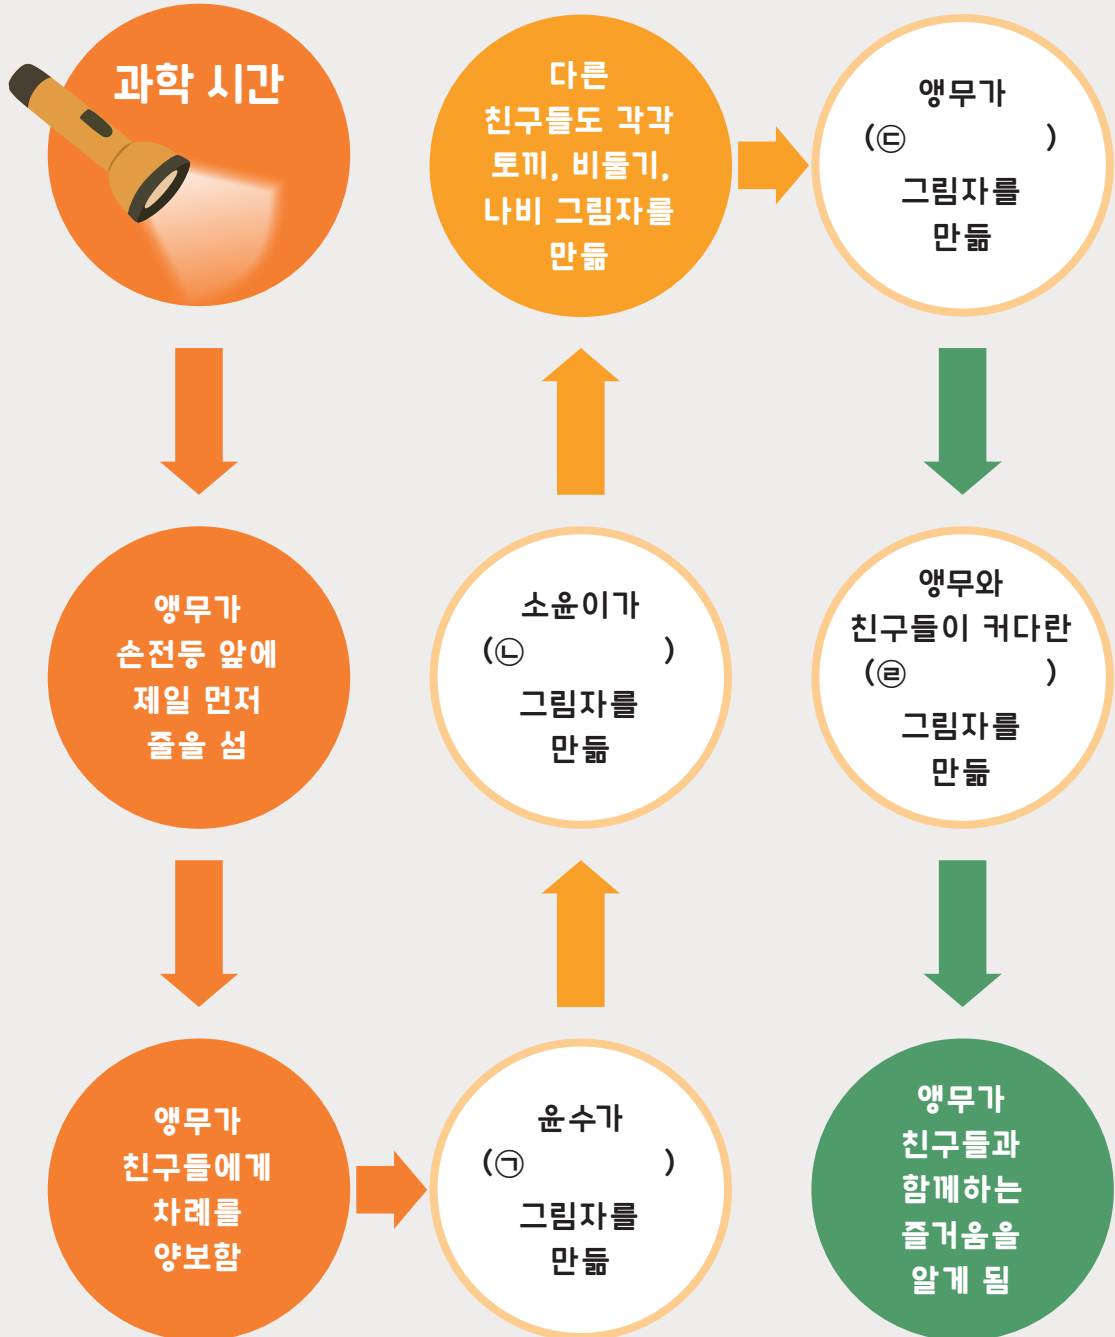 과학 시간
앵무가
손전등 앞에
제일 먼저
줄을 섬
앵무가
친구들에게
차례를
양보함
윤수가
(㉠ )
그림자를
만듦
소윤이가
(㉡ )
그림자를
만듦
다른
친구들도 각각
토끼, 비둘기,
나비 그림자를
만듦
앵무가
(㉢ )
그림자를
만듦
앵무와
친구들이 커다란
(㉣ )
그림자를
만듦
앵무가
친구들과
함께하는
즐거움을
알게 됨